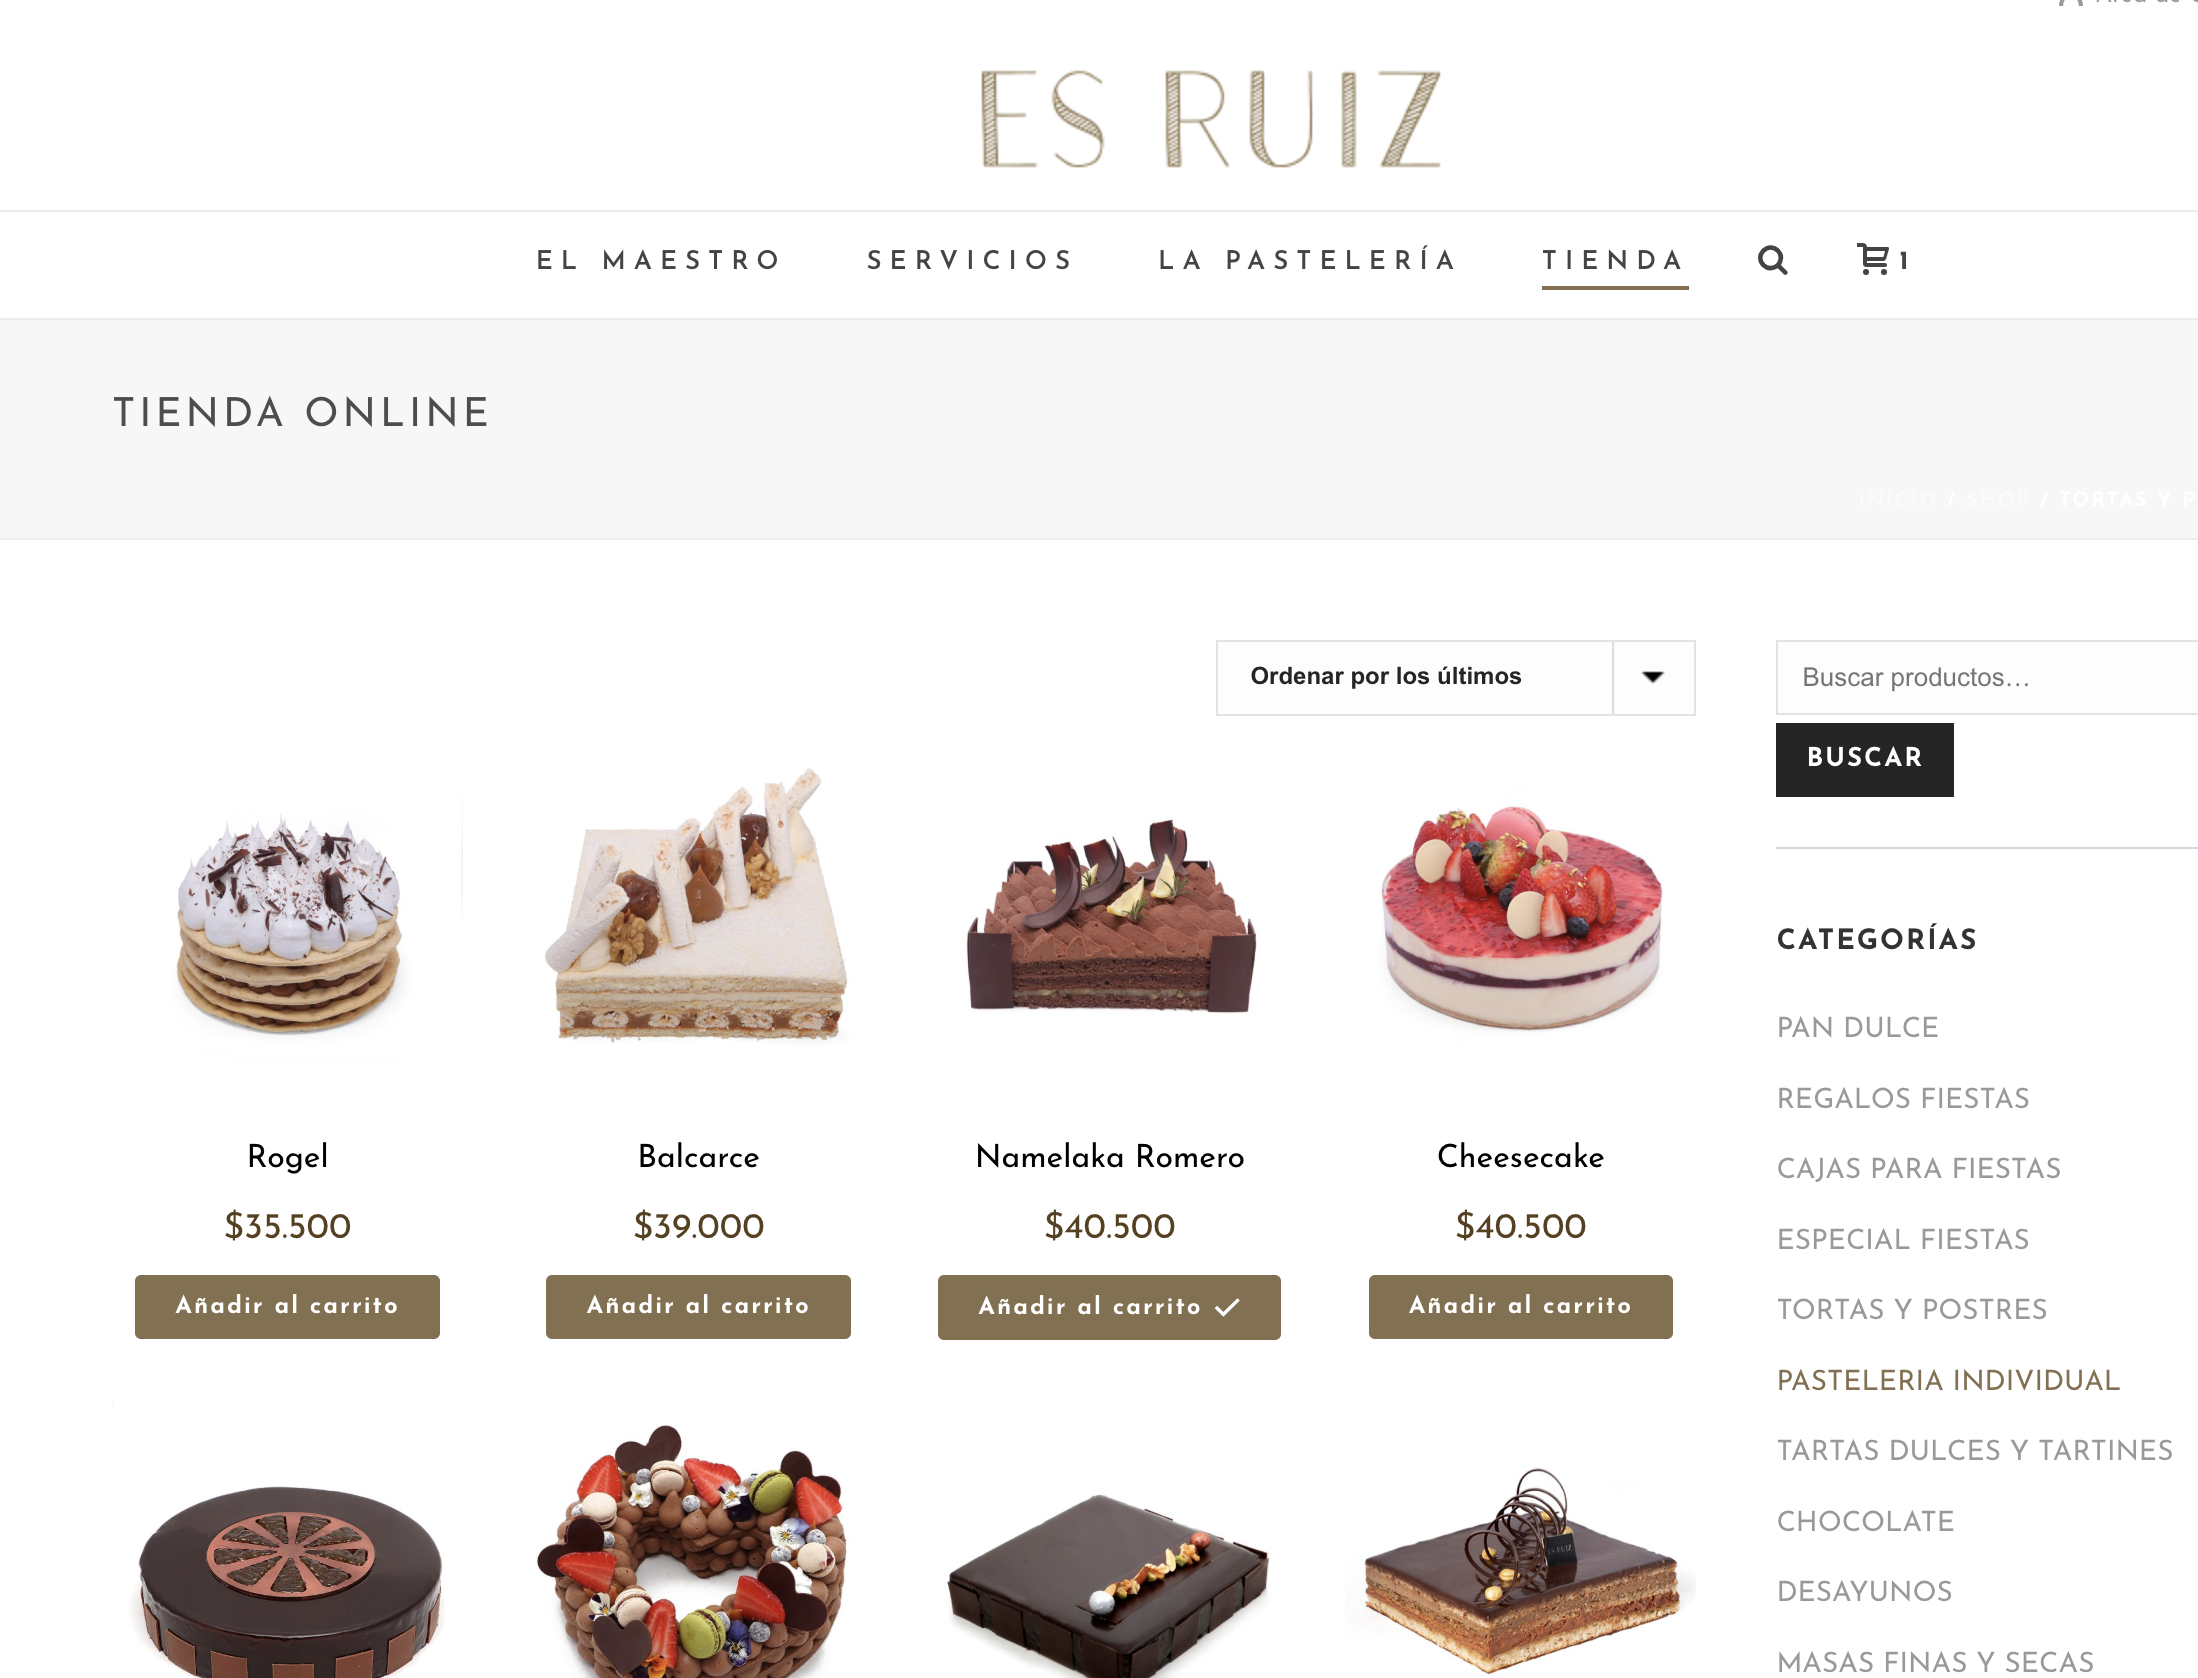 ES RUIZ
EL MAESTRO SERVICIOS LA PASTELERÍA TIENDA 1
TIENDA ONLINE
INICIO / SHOP / TORTAS Y P
Ordenar por los últimos
Buscar productos...
BUSCAR
Rogel
$35.500
Añadir al carrito
Balcarce
$39.000
Añadir al carrito
Namelaka Romero
$40.500
Añadir al carrito ✓
Cheesecake
$40.500
Añadir al carrito
ES RUIZ
CATEGORÍAS
PAN DULCE
REGALOS FIESTAS
CAJAS PARA FIESTAS
ESPECIAL FIESTAS
TORTAS Y POSTRES
PASTELERIA INDIVIDUAL
TARTAS DULCES Y TARTINES
CHOCOLATE
DESAYUNOS
MASAS FINAS Y SECAS